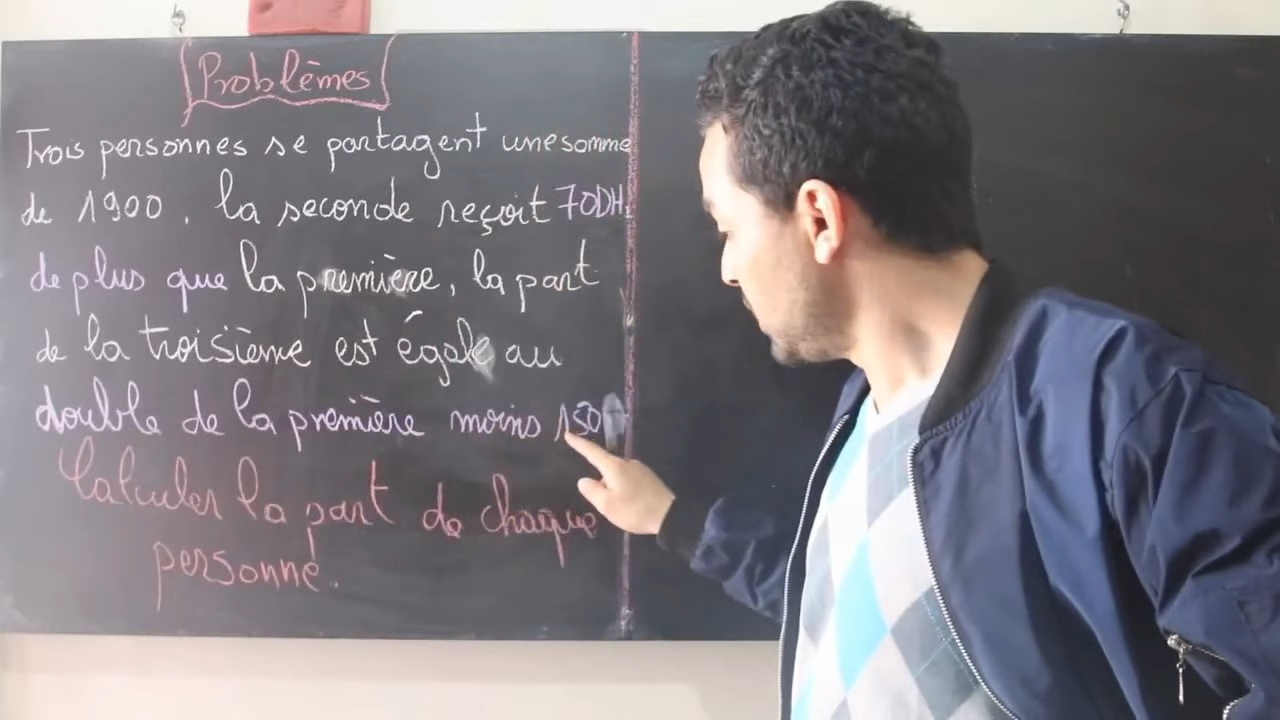 Problèmes
Trois personnes se partagent une somme
de 1900, la seconde reçoit 70DH
de plus que la première, la part
de la troisième est égale au
double de la première moins 150
Calculer la part de chaque
personne.